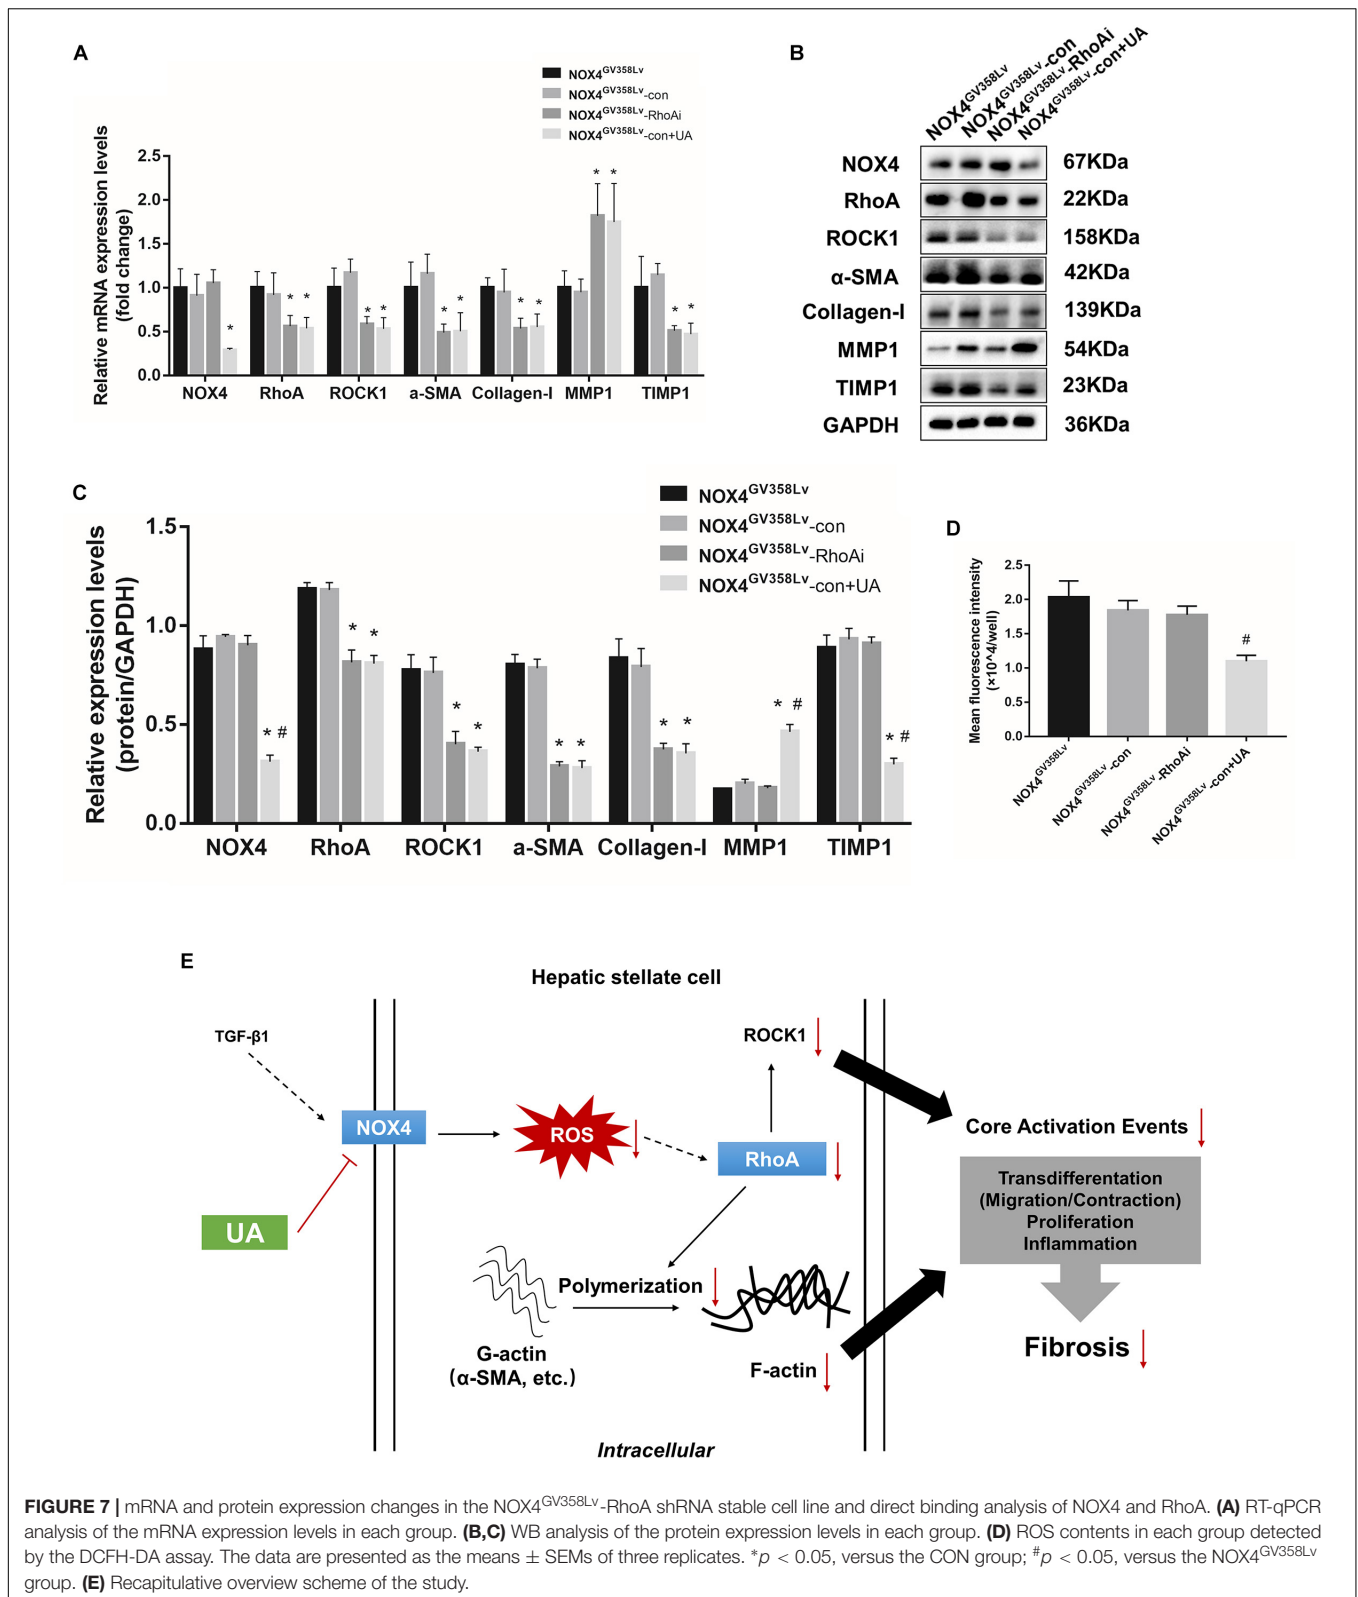 A
NOX4GV358Lv
NOX4GV358Lv-con
NOX4GV358Lv-RhoAi
NOX4GV358Lv-con+UA
Relative mRNA expression levels
(fold change)
2.5
2.0
1.5
1.0
0.5
0.0
* * * * * * * * * * * * *
NOX4 RhoA ROCK1 a-SMA Collagen-I MMP1 TIMP1
B
NOX4GV358Lv
NOX4GV358Lv-con
NOX4GV358Lv-RhoAi
NOX4GV358Lv-con+UA
NOX4 67KDa
RhoA 22KDa
ROCK1 158KDa
α-SMA 42KDa
Collagen-I 139KDa
MMP1 54KDa
TIMP1 23KDa
GAPDH 36KDa
C
NOX4GV358Lv
NOX4GV358Lv-con
NOX4GV358Lv-RhoAi
NOX4GV358Lv-con+UA
Relative expression levels
(protein/GAPDH)
1.5
1.0
0.5
0.0
* # * * * * * * * * * # * #
NOX4 RhoA ROCK1 a-SMA Collagen-I MMP1 TIMP1
D
Mean fluorescence intensity
(×10^4/well)
2.5
2.0
1.5
1.0
0.5
0.0
#
NOX4GV358Lv
NOX4GV358Lv-con
NOX4GV358Lv-RhoAi
NOX4GV358Lv-con+UA
E
Hepatic stellate cell
TGF-β1
ROCK1
NOX4
ROS
RhoA
Core Activation Events
Transdifferentation
(Migration/Contraction)
Proliferation
Inflammation
UA
Polymerization
G-actin
(α-SMA, etc.)
F-actin
Fibrosis
Intracellular
FIGURE 7 | mRNA and protein expression changes in the NOX4GV358Lv-RhoA shRNA stable cell line and direct binding analysis of NOX4 and RhoA. (A) RT-qPCR
analysis of the mRNA expression levels in each group. (B,C) WB analysis of the protein expression levels in each group. (D) ROS contents in each group detected
by the DCFH-DA assay. The data are presented as the means ± SEMs of three replicates. *p < 0.05, versus the CON group; #p < 0.05, versus the NOX4GV358Lv
group. (E) Recapitulative overview scheme of the study.